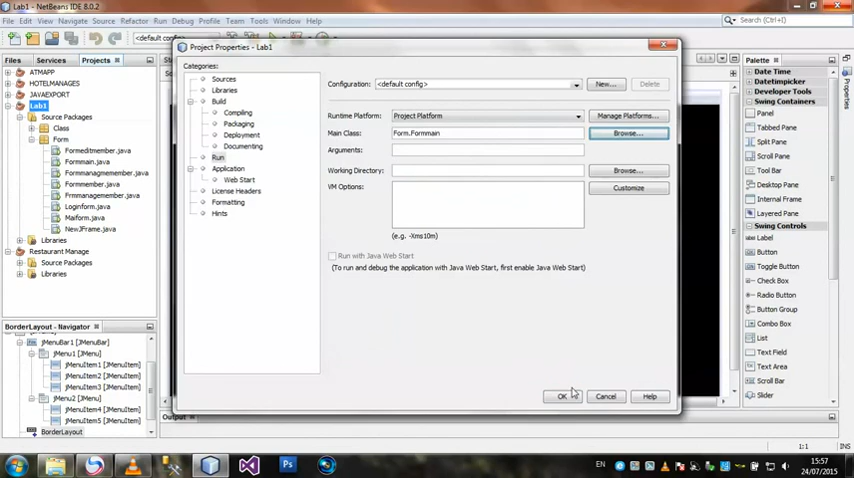 Lab1 - NetBeans IDE 8.0.2
File Edit View Navigate Source Refactor Run Debug Profile Team Tools Window Help
Search (Ctrl+I)
<default config>
Files
Services
Projects
ATMAPP
HOTELMANAGES
JAVAEXPORT
Lab1
Source Packages
Class
Form
Formeditmember.java
Formmain.java
Formmanagemember.java
Formmember.java
Frmmanagemember.java
Loginform.java
Maiform.java
NewJFrame.java
Libraries
Restaurant Manage
Source Packages
Libraries
BorderLayout - Navigator
jMenuBar1 [JMenuBar]
jMenu1 [JMenu]
jMenuItem1 [JMenuItem]
jMenuItem2 [JMenuItem]
jMenuItem3 [JMenuItem]
jMenu2 [JMenu]
jMenuItem4 [JMenuItem]
jMenuItem5 [JMenuItem]
BorderLayout
Project Properties - Lab1
Categories:
Sources
Libraries
Build
Compiling
Packaging
Deployment
Documenting
Run
Application
Web Start
License Headers
Formatting
Hints
Configuration: <default config> New... Delete
Runtime Platform: Project Platform Manage Platforms...
Main Class: Form.Formmain Browse...
Arguments:
Working Directory: Browse...
VM Options: Customize
(e.g. -Xms10m)
Run with Java Web Start
(To run and debug the application with Java Web Start, first enable Java Web Start)
OK Cancel Help
Output
Palette
Date Time
Datetimpicker
Developer Tools
Swing Containers
Panel
Tabbed Pane
Split Pane
Scroll Pane
Tool Bar
Desktop Pane
Internal Frame
Layered Pane
Swing Controls
Label
Button
Toggle Button
Check Box
Radio Button
Button Group
Combo Box
List
Text Field
Text Area
Scroll Bar
Slider
Properties
1:1 INS
EN
15:57
24/07/2015